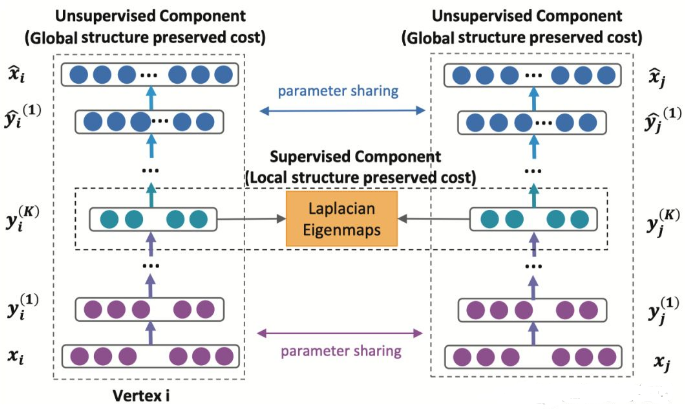 Unsupervised Component
(Global structure preserved cost)
Unsupervised Component
(Global structure preserved cost)
x̂ᵢ
...
parameter sharing
...
x̂ⱼ
ŷᵢ⁽¹⁾
...
...
ŷⱼ⁽¹⁾
...
Supervised Component
(Local structure preserved cost)
...
yᵢ⁽ᴷ⁾
Laplacian
Eigenmaps
yⱼ⁽ᴷ⁾
...
...
yᵢ⁽¹⁾
yⱼ⁽¹⁾
xᵢ
parameter sharing
xⱼ
Vertex i